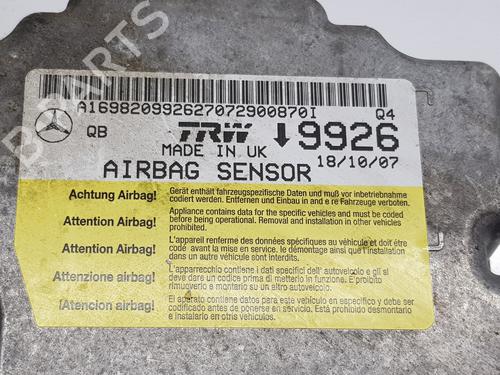 A169820992627072900870I Q4
QB TRW 9926
MADE IN UK 18/10/07
AIRBAG SENSOR
Achtung Airbag! Gerät enthält fahrzeugspezifische Daten und muß vor inbetriebnahme
codiert werden. Entfernen und Einbau in and e re Fahrzeuge verboten.
Attention Airbag! Appliance contains data for the specific vehicles and must be coded
before being operational. Removal and installation in other vehicles
prohibited.
Attention Airbag! L'appareil renferme des données spécifiques au véhicule et doit être
codé avant la mise en service. le démontage ainsi que l'installation
dans un autre vehicule sont interdits.
Attenzione airbag! L'apparecchio contiene i dati specifici dell' autoveicolo e gli si
deve dare un codice prima di metterlo in funzione. E' proibito
rimuoverlo e montarlo su un altro autoveicolo.
!Atencion airbag! El aparato contiene datos para este vehículo en especifico y debe ser
codificado antes de ponerse en servicio. Está prohibido desmontarlo
e instalarlo en otros vehículos.